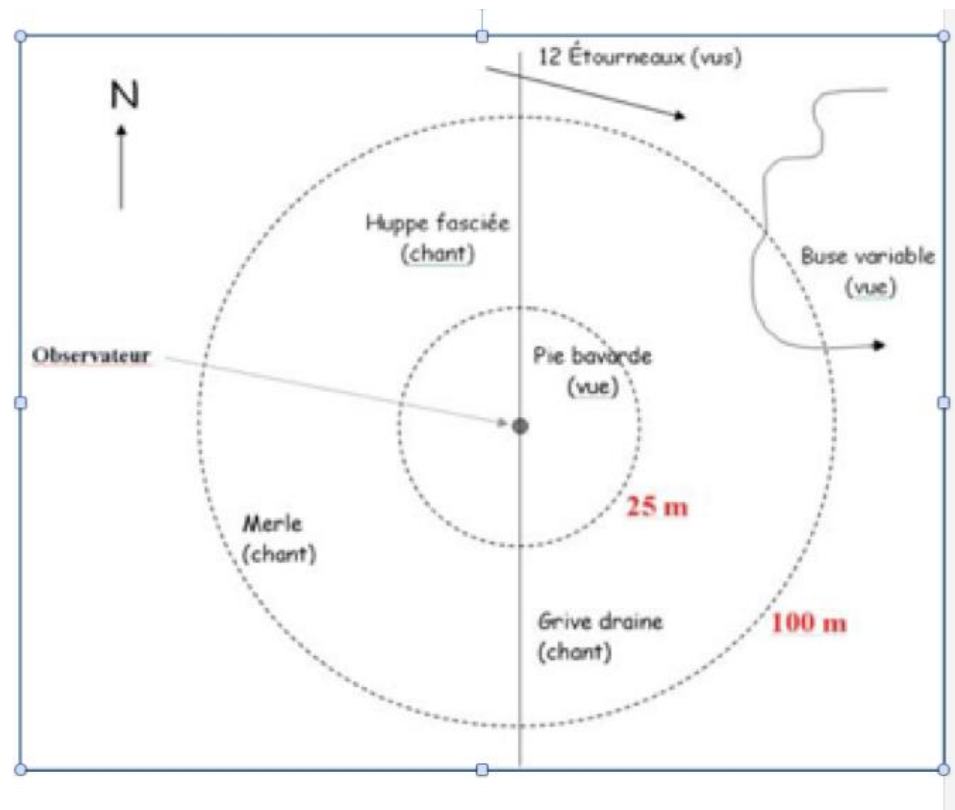 12 Étourneaux (vus)
N
Huppe fasciée
(chant)
Buse variable
(vue)
Observateur
Pie bavarde
(vue)
25 m
Merle
(chant)
Grive draine
(chant)
100 m